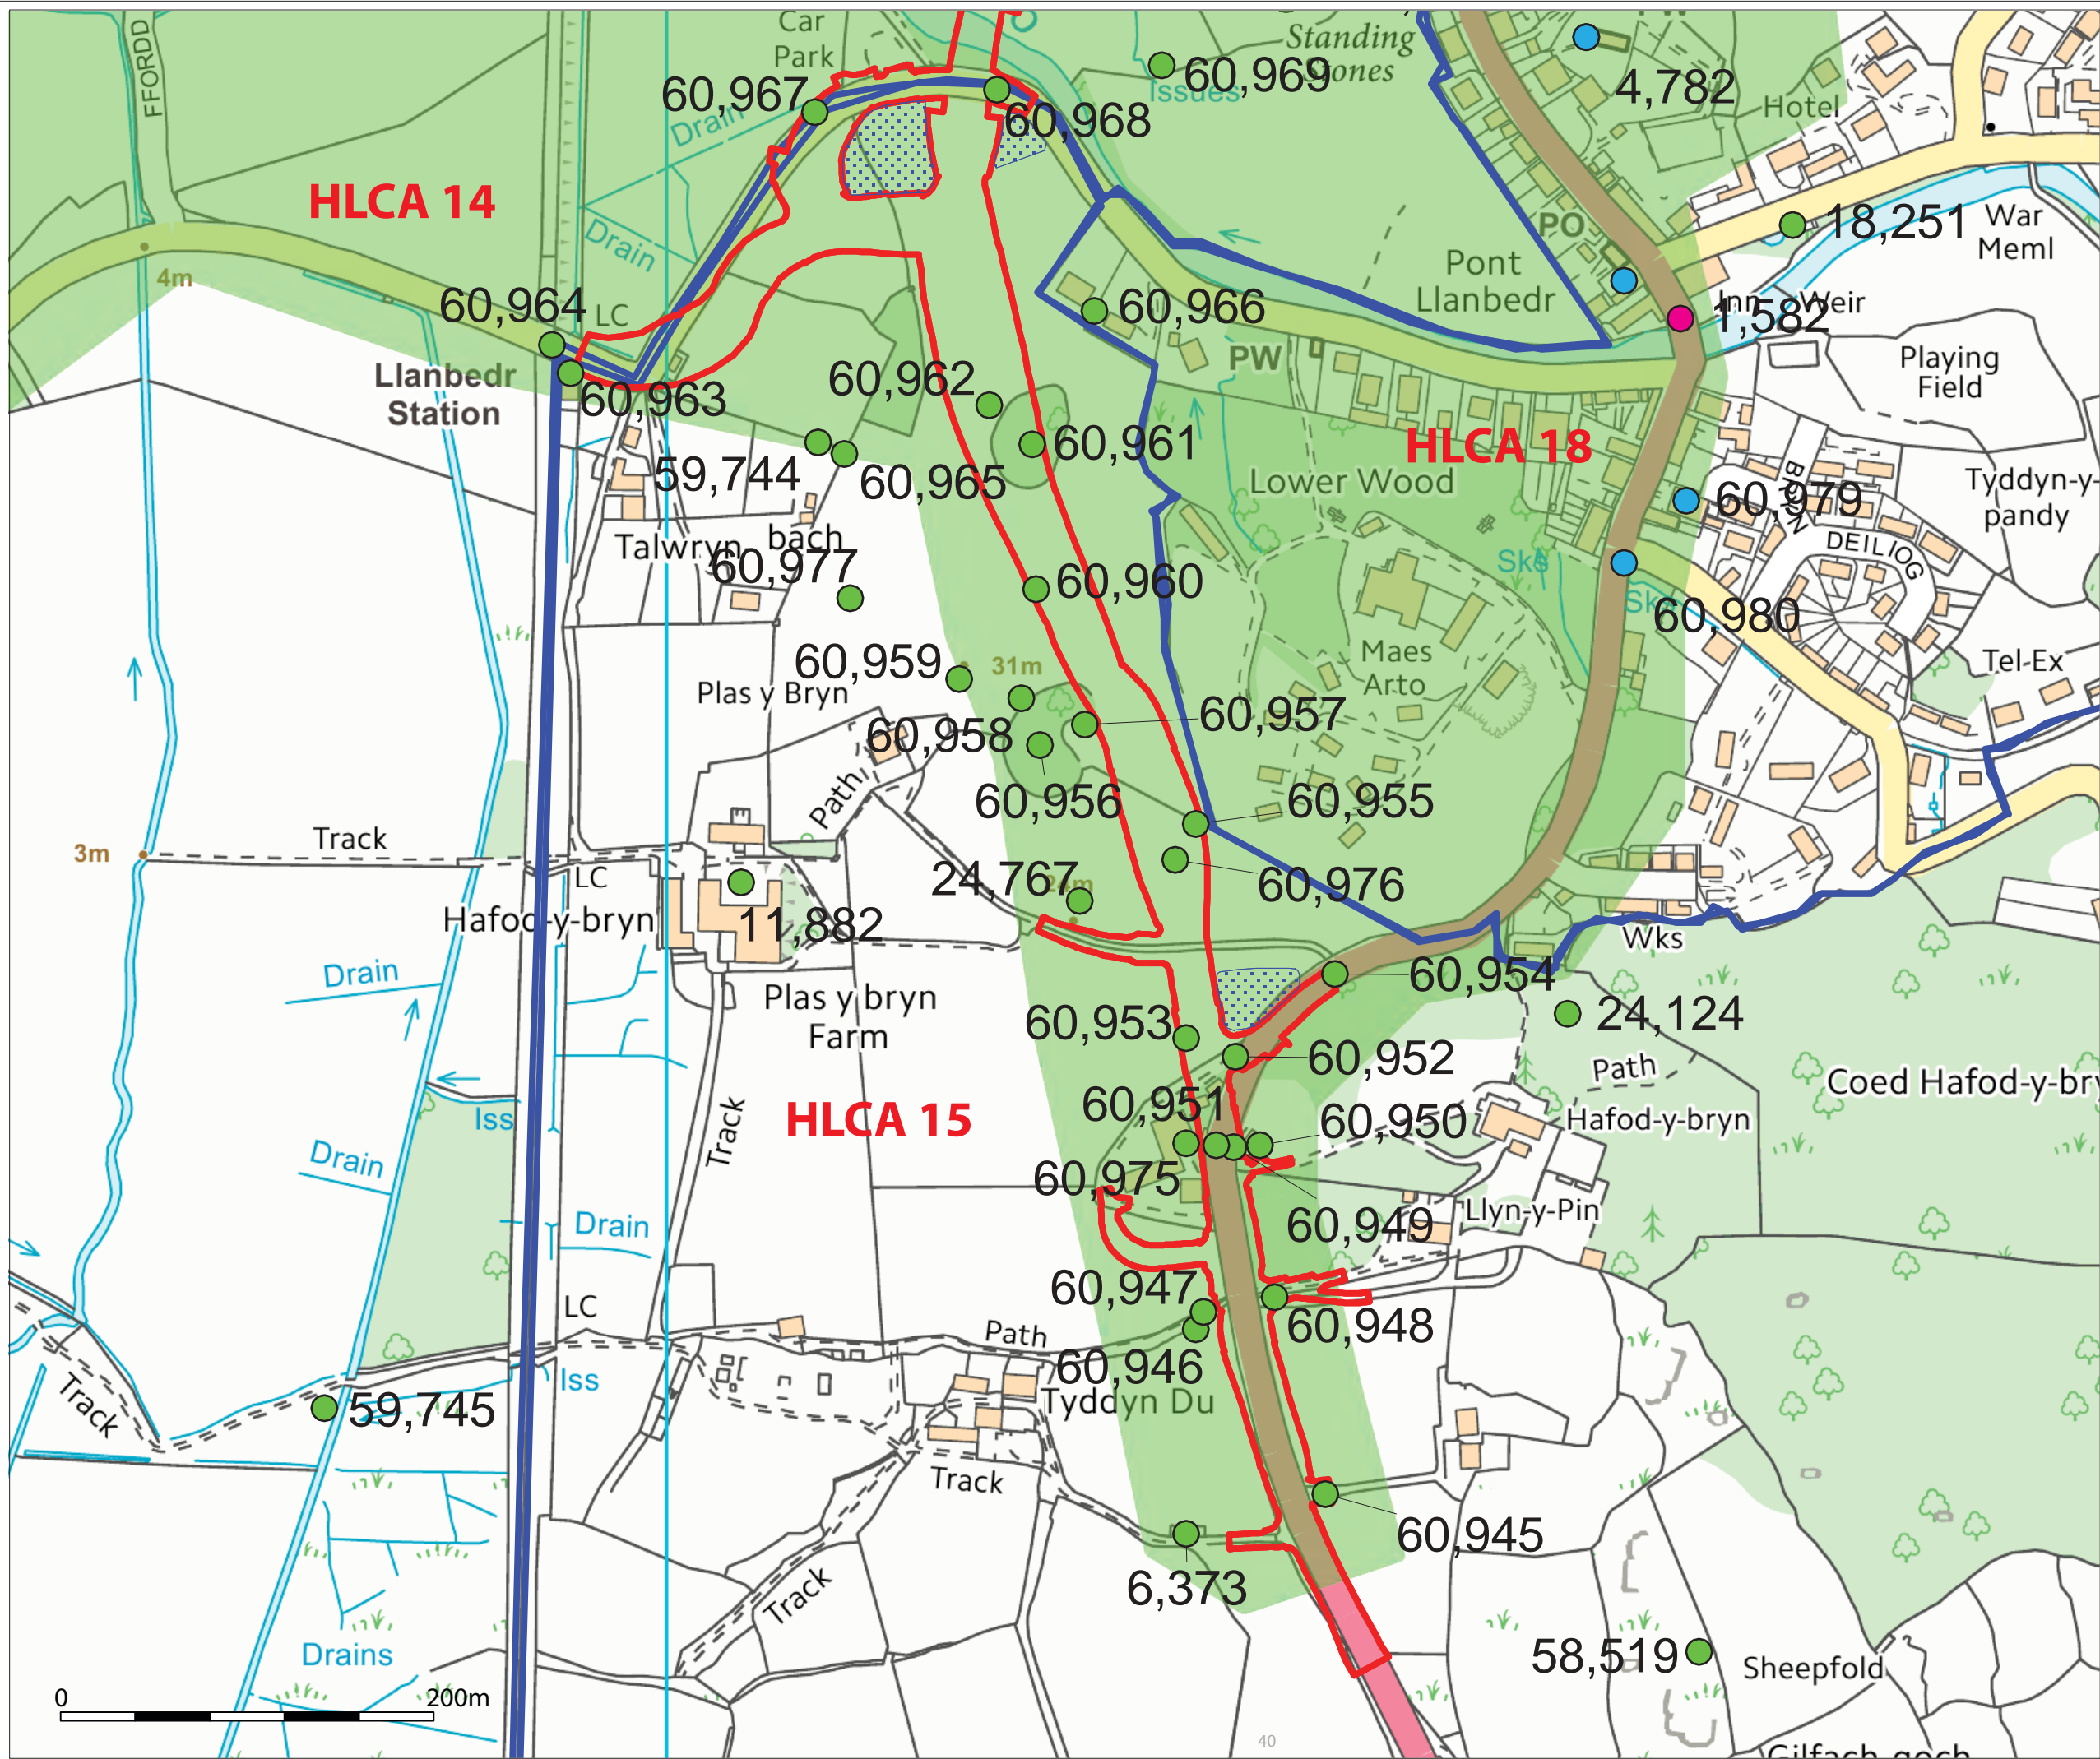 FFORDD
Car
Park
Standing
Stones
4,782
Hotel
60,967
60,969
Issues
Drain
60,968
HLCA 14
PO
18,251
War
Meml
Drain
4m
Pont
Llanbedr
60,964
LC
60,966
Inn
Weir
1,582
PW
Playing
Field
Llanbedr
Station
60,963
60,962
60,961
HLCA 18
59,744
60,965
Lower Wood
BRYN
DEILIOG
60,979
Tyddyn-y-
pandy
Talwryn
bach
60,977
60,960
60,980
Maes
Arto
Tel-Ex
60,959
31m
Plas y Bryn
60,957
60,958
Path
60,956
60,955
3m
Track
LC
24,767
60,976
Hafod-y-bryn
11,882
Wks
Drain
60,954
Plas y bryn
Farm
60,953
24,124
60,952
Path
Coed Hafod-y-bry
Iss
HLCA 15
Track
60,951
60,950
Hafod-y-bryn
Drain
60,975
Drain
60,949
Llyn-y-Pin
LC
60,947
Path
60,948
Iss
60,946
Track
59,745
Tyddyn Du
Track
60,945
6,373
Track
Drains
58,519
Sheepfold
0
200m
40
Gilfach-goch